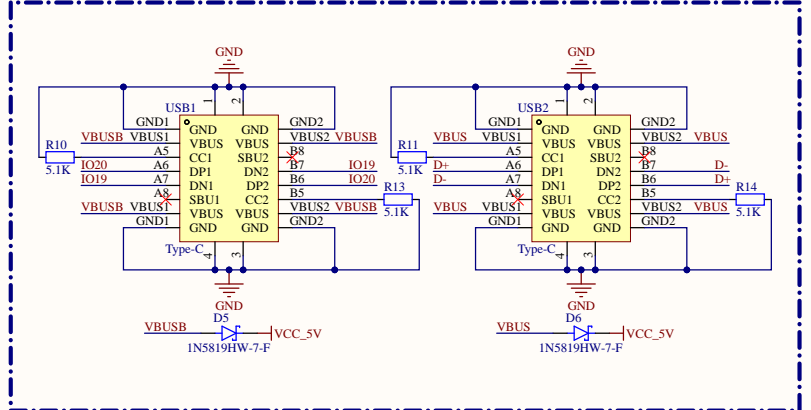 GND
GND
USB1
1
2
USB2
1
2
GND1
GND
GND
GND2
GND1
GND
GND
GND2
VBUSB
VBUS1
VBUS
VBUS
VBUS2
VBUSB
VBUS
VBUS1
VBUS
VBUS
VBUS2
VBUS
R10
A5
CC1
SBU2
B8
R11
A5
CC1
SBU2
B8
5.1K
IO20
A6
DP1
DN2
B7
IO19
5.1K
D+
A6
DP1
DN2
B7
D-
IO19
A7
DN1
DP2
B6
IO20
D-
A7
DN1
DP2
B6
D+
A8
SBU1
CC2
B5
R13
A8
SBU1
CC2
B5
R14
VBUSB
VBUS1
VBUS
VBUS
VBUS2
VBUSB
5.1K
VBUS
VBUS1
VBUS
VBUS
VBUS2
VBUS
5.1K
GND1
GND
GND
GND2
GND1
GND
GND
GND2
Type-C
4
3
Type-C
4
3
GND
GND
D5
D6
VBUSB
VCC_5V
VBUS
VCC_5V
1N5819HW-7-F
1N5819HW-7-F